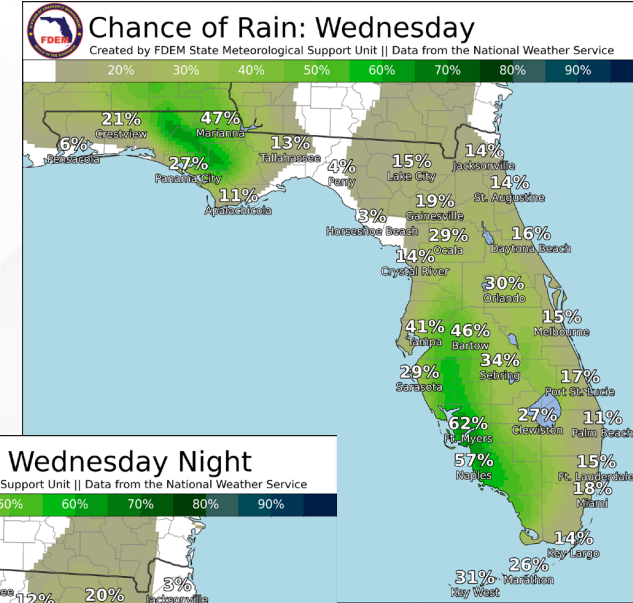 FDEM
Chance of Rain: Wednesday
Created by FDEM State Meteorological Support Unit || Data from the National Weather Service
20% 30% 40% 50% 60% 70% 80% 90%
21%
Crestview
47%
Marianna
6%
Pensacola
13%
Tallahassee
27%
Panama City
4%
Perry
15%
Lake City
14%
Jacksonville
11%
Apalachicola
14%
St. Augustine
19%
Gainesville
3%
Horseshoe Beach
29%
Ocala
16%
Daytona Beach
14%
Crystal River
30%
Orlando
15%
Melbourne
41%
Tampa
46%
Bartow
34%
Sebring
29%
Sarasota
17%
Port St. Lucie
62%
Ft. Myers
27%
Clewiston
11%
Palm Beach
57%
Naples
15%
Ft. Lauderdale
18%
Miami
14%
Key Largo
26%
Marathon
31%
Key West
Wednesday Night
Support Unit || Data from the National Weather Service
50% 60% 70% 80% 90%
ee
12%
20%
3%
Jacksonville